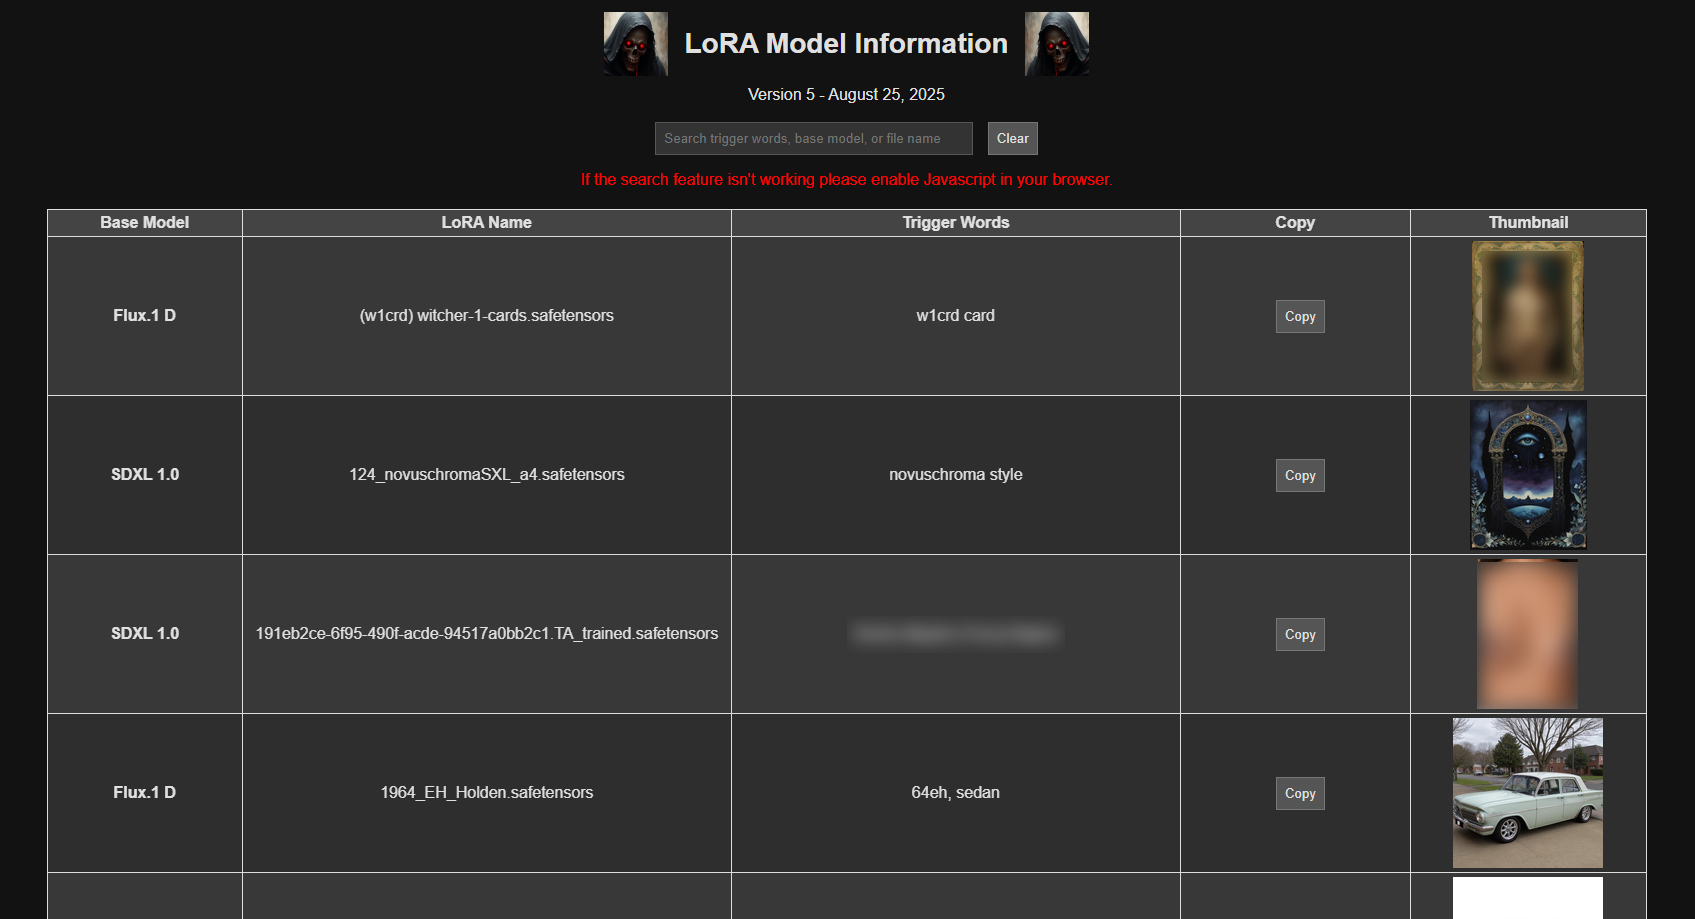 LoRA Model Information
Version 5 - August 25, 2025
Search trigger words, base model, or file name
Clear
If the search feature isn't working please enable Javascript in your browser.
Base Model LoRA Name Trigger Words Copy Thumbnail
Flux.1 D (w1crd) witcher-1-cards.safetensors w1crd card Copy
SDXL 1.0 124_novuschromaSXL_a4.safetensors novuschroma style Copy
SDXL 1.0 191eb2ce-6f95-490f-acde-94517a0bb2c1.TA_trained.safetensors Copy
Flux.1 D 1964_EH_Holden.safetensors 64eh, sedan Copy